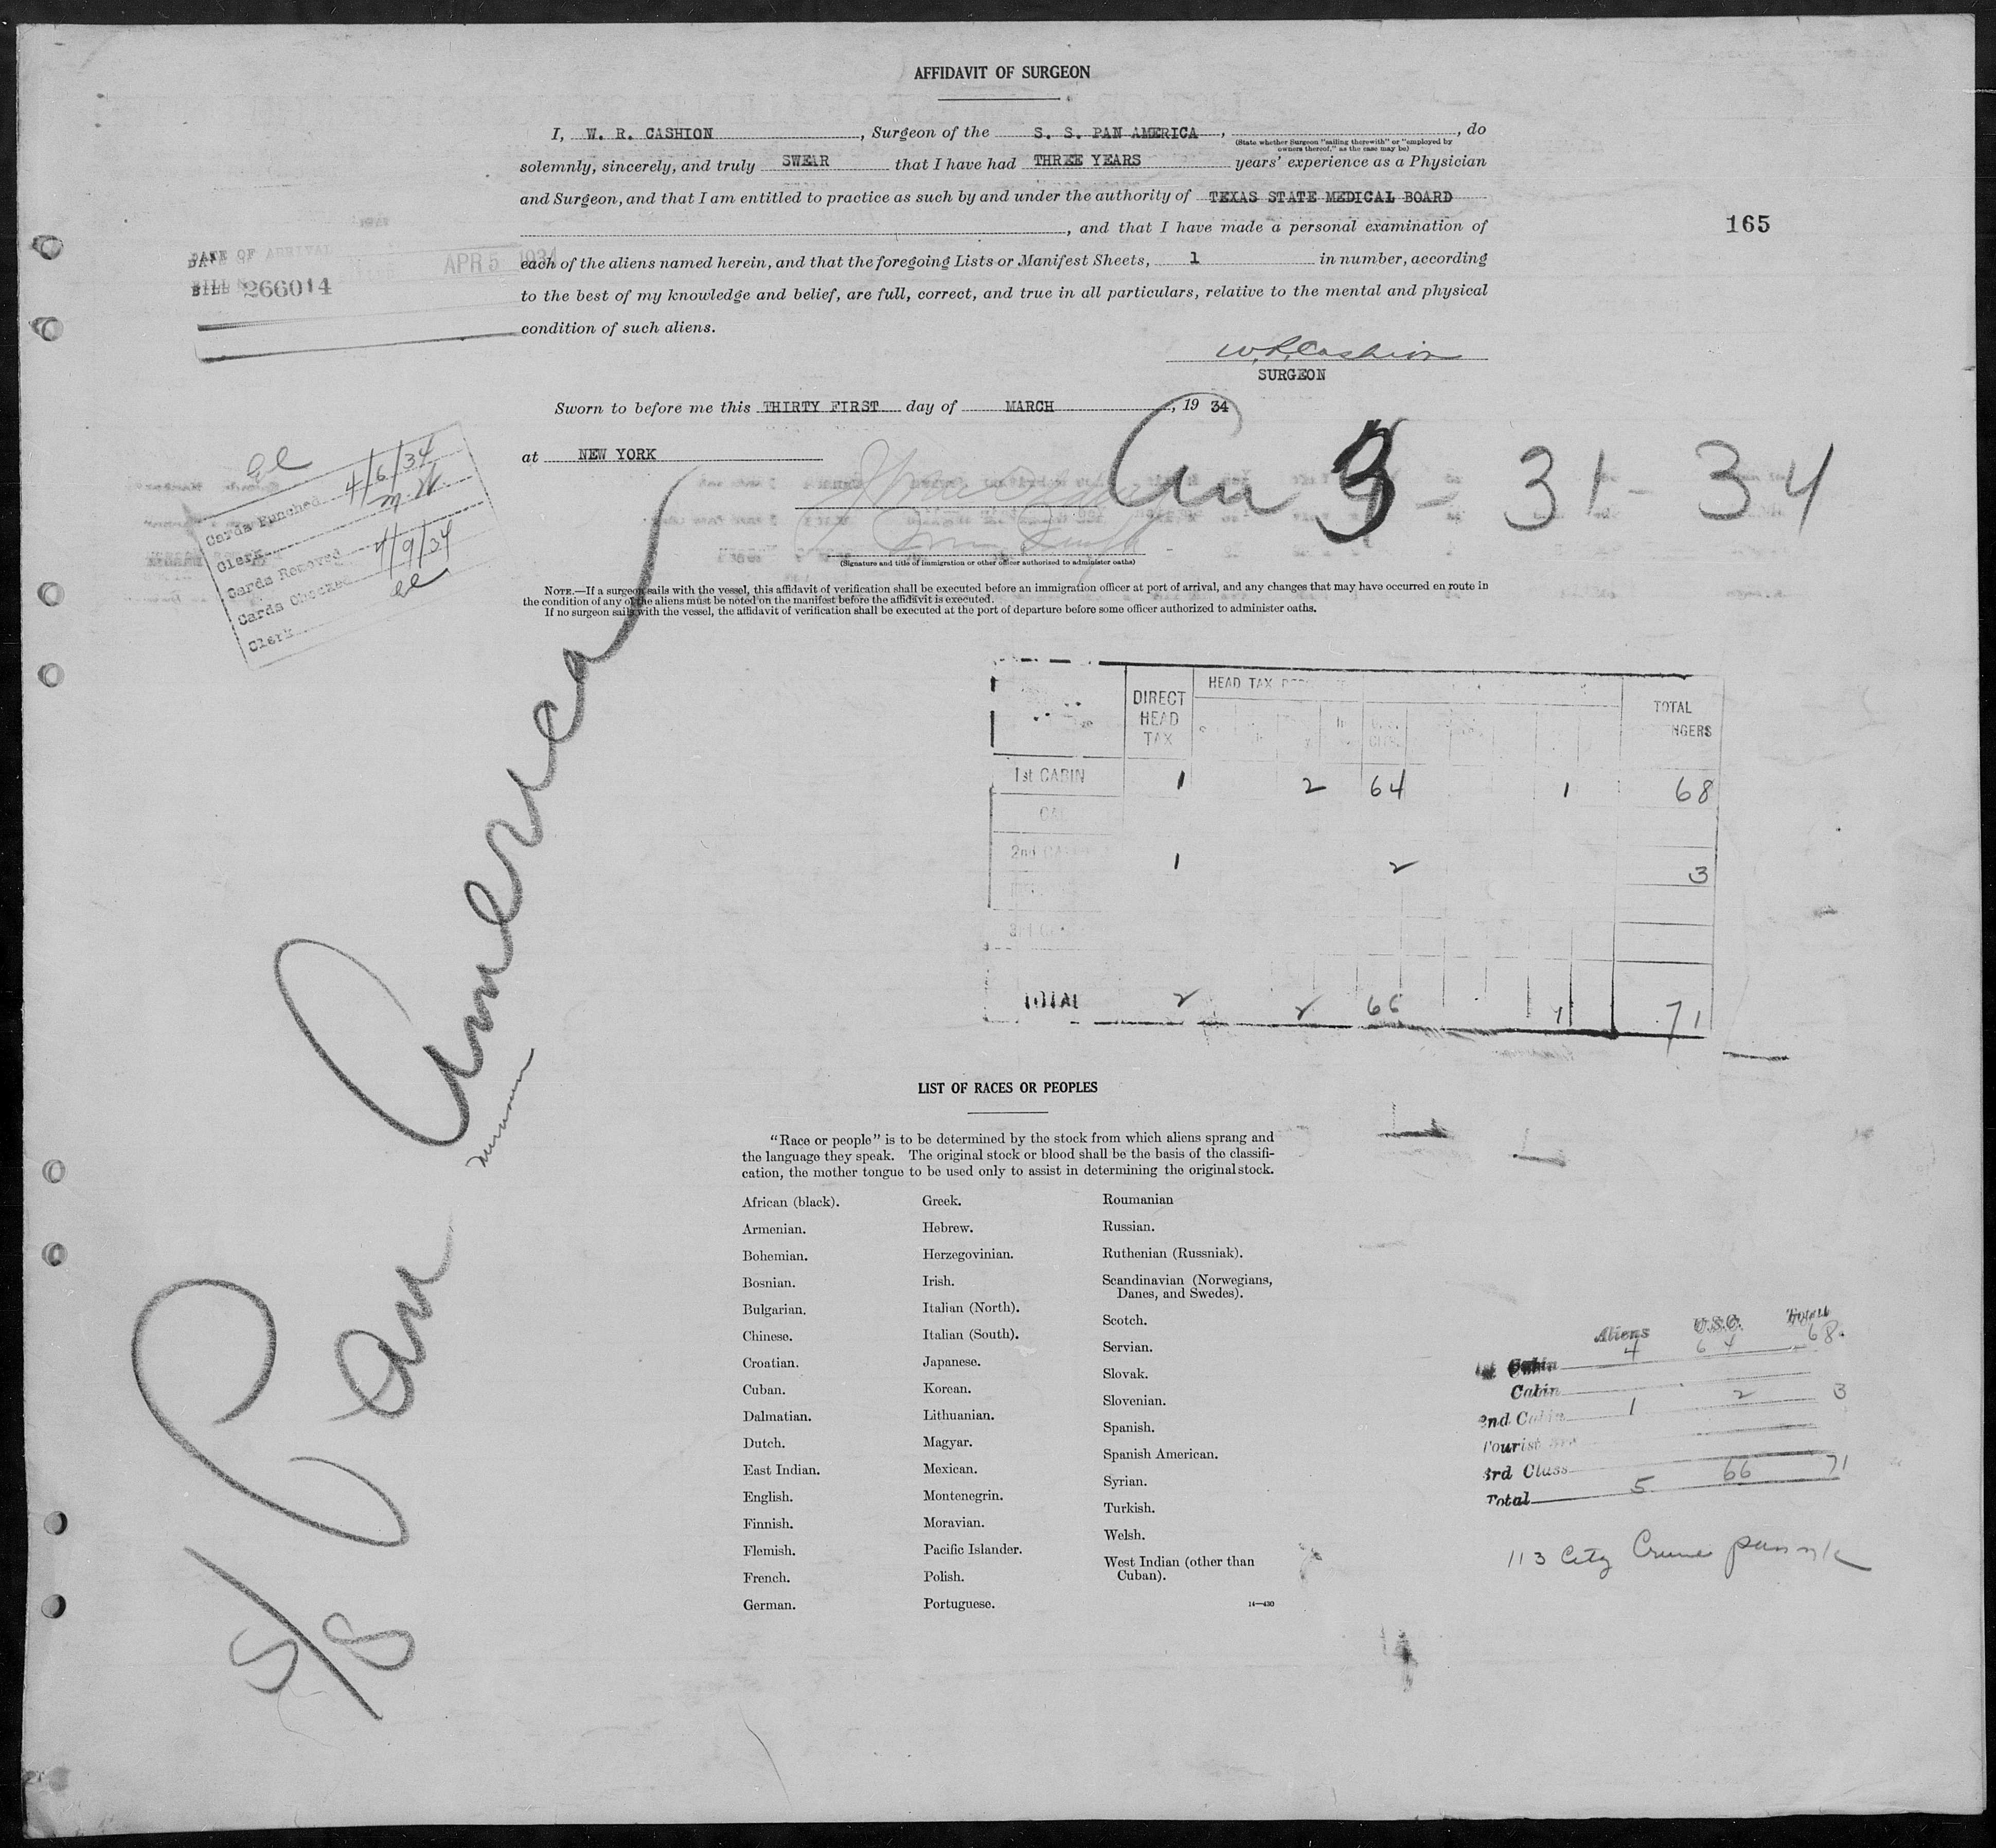 AFFIDAVIT OF SURGEON
I, W. R. CASHION, Surgeon of the S. S. PAN AMERICA, , do
(State whether Surgeon "sailing therewith" or "employed by
owners thereof," as the case may be)
solemnly, sincerely, and truly SWEAR that I have had THREE YEARS years' experience as a Physician
and Surgeon, and that I am entitled to practice as such by and under the authority of TEXAS STATE MEDICAL BOARD
, and that I have made a personal examination of
165
DATE OF ARRIVAL APR 5 1934
each of the aliens named herein, and that the foregoing Lists or Manifest Sheets, 1 in number, according
BILL 266014
to the best of my knowledge and belief, are full, correct, and true in all particulars, relative to the mental and physical
condition of such aliens.
W. R. Cashion
SURGEON
Sworn to before me this THIRTY FIRST day of MARCH, 19 34
at NEW YORK
3 - 31 - 34
(Signature and title of immigration or other officer authorized to administer oaths)
Cards Punched 4/6/34
Clerk M.W.
Cards Removed
Cards Checked 4/9/34
Clerk
NOTE.—If a surgeon sails with the vessel, this affidavit of verification shall be executed before an immigration officer at port of arrival, and any changes that may have occurred en route in
the condition of any of the aliens must be noted on the manifest before the affidavit is executed.
If no surgeon sails with the vessel, the affidavit of verification shall be executed at the port of departure before some officer authorized to administer oaths.
S/S Pan America
DIRECT HEAD TAX HEAD TAX TOTAL
1st CABIN 1 2 64 1 68
2nd 1 2 3
TOTAL 2 2 66 1 71
LIST OF RACES OR PEOPLES
"Race or people" is to be determined by the stock from which aliens sprang and
the language they speak. The original stock or blood shall be the basis of the classifi-
cation, the mother tongue to be used only to assist in determining the original stock.
African (black).
Armenian.
Bohemian.
Bosnian.
Bulgarian.
Chinese.
Croatian.
Cuban.
Dalmatian.
Dutch.
East Indian.
English.
Finnish.
Flemish.
French.
German.
Greek.
Hebrew.
Herzegovinian.
Irish.
Italian (North).
Italian (South).
Japanese.
Korean.
Lithuanian.
Magyar.
Mexican.
Montenegrin.
Moravian.
Pacific Islander.
Polish.
Portuguese.
Roumanian
Russian.
Ruthenian (Russniak).
Scandinavian (Norwegians,
Danes, and Swedes).
Scotch.
Servian.
Slovak.
Slovenian.
Spanish.
Spanish American.
Syrian.
Turkish.
Welsh.
West Indian (other than
Cuban).
14—430
Aliens U.S.C. Total
1st Cabin 4 64 68
Cabin
2nd Cabin 1 2 3
Tourist
3rd Class
Total 5 66 71
113 City